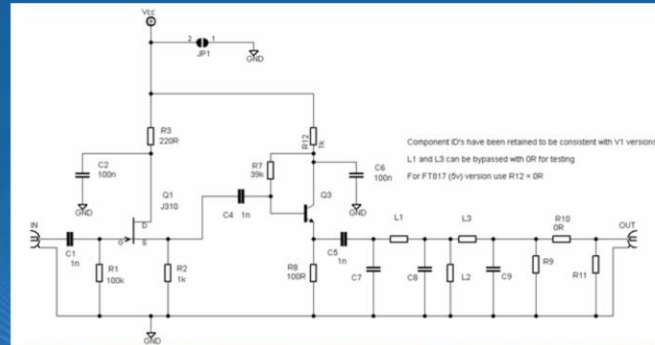 Vcc
2
1
JP1
GND
R3
220R
R12
1k
Component ID's have been retained to be consistent with V1 versions
L1 and L3 can be bypassed with 0R for testing
For FT817 (5v) version use R12 = 0R
C2
100n
R7
39k
C6
100n
Q1
J310
Q3
GND
GND
C4
1n
IN
D
G
S
C1
1n
R1
100k
R2
1k
R8
100R
C5
1n
C7
L1
C8
L3
L2
C9
R10
0R
R9
R11
OUT
GND